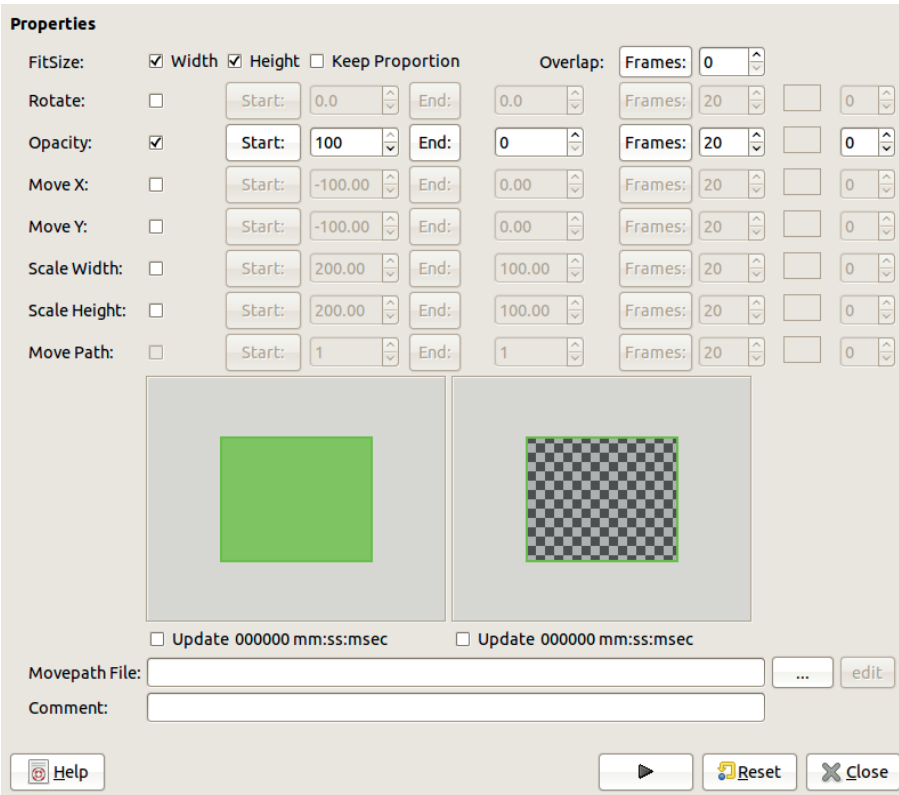 Properties
FitSize: Width Height Keep Proportion Overlap: Frames: 0
Rotate: Start: 0.0 End: 0.0 Frames: 20 0
Opacity: Start: 100 End: 0 Frames: 20 0
Move X: Start: -100.00 End: 0.00 Frames: 20 0
Move Y: Start: -100.00 End: 0.00 Frames: 20 0
Scale Width: Start: 200.00 End: 100.00 Frames: 20 0
Scale Height: Start: 200.00 End: 100.00 Frames: 20 0
Move Path: Start: 1 End: 1 Frames: 20 0
Update 000000 mm:ss:msec Update 000000 mm:ss:msec
Movepath File: ... edit
Comment:
Help Reset Close